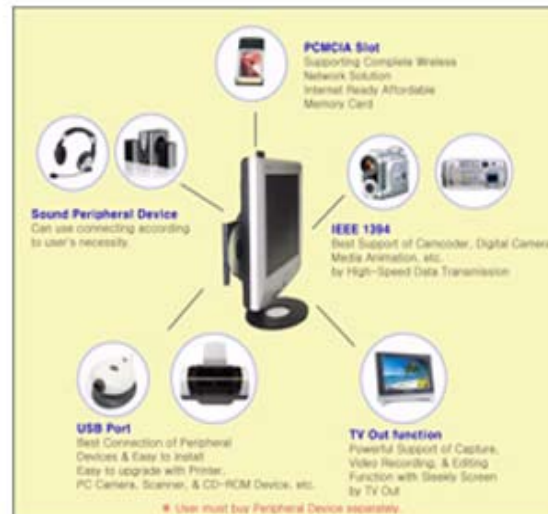 PCMCIA Slot
Supporting Complete Wireless
Network Solution
Internet Ready Affordable
Memory Card
Sound Peripheral Device
Can use connecting according
to user's necessity.
IEEE 1394
Best Support of Camcoder, Digital Camera
Media Animation, etc.
by High-Speed Data Transmission
USB Port
Best Connection of Peripheral
Devices & Easy to Install
Easy to upgrade with Printer,
PC Camera, Scanner, & CD-ROM Device, etc.
TV Out function
Powerful Support of Capture,
Video Recording, & Editing
Function with Sleekly Screen
by TV Out
* User must buy Peripheral Device separately.